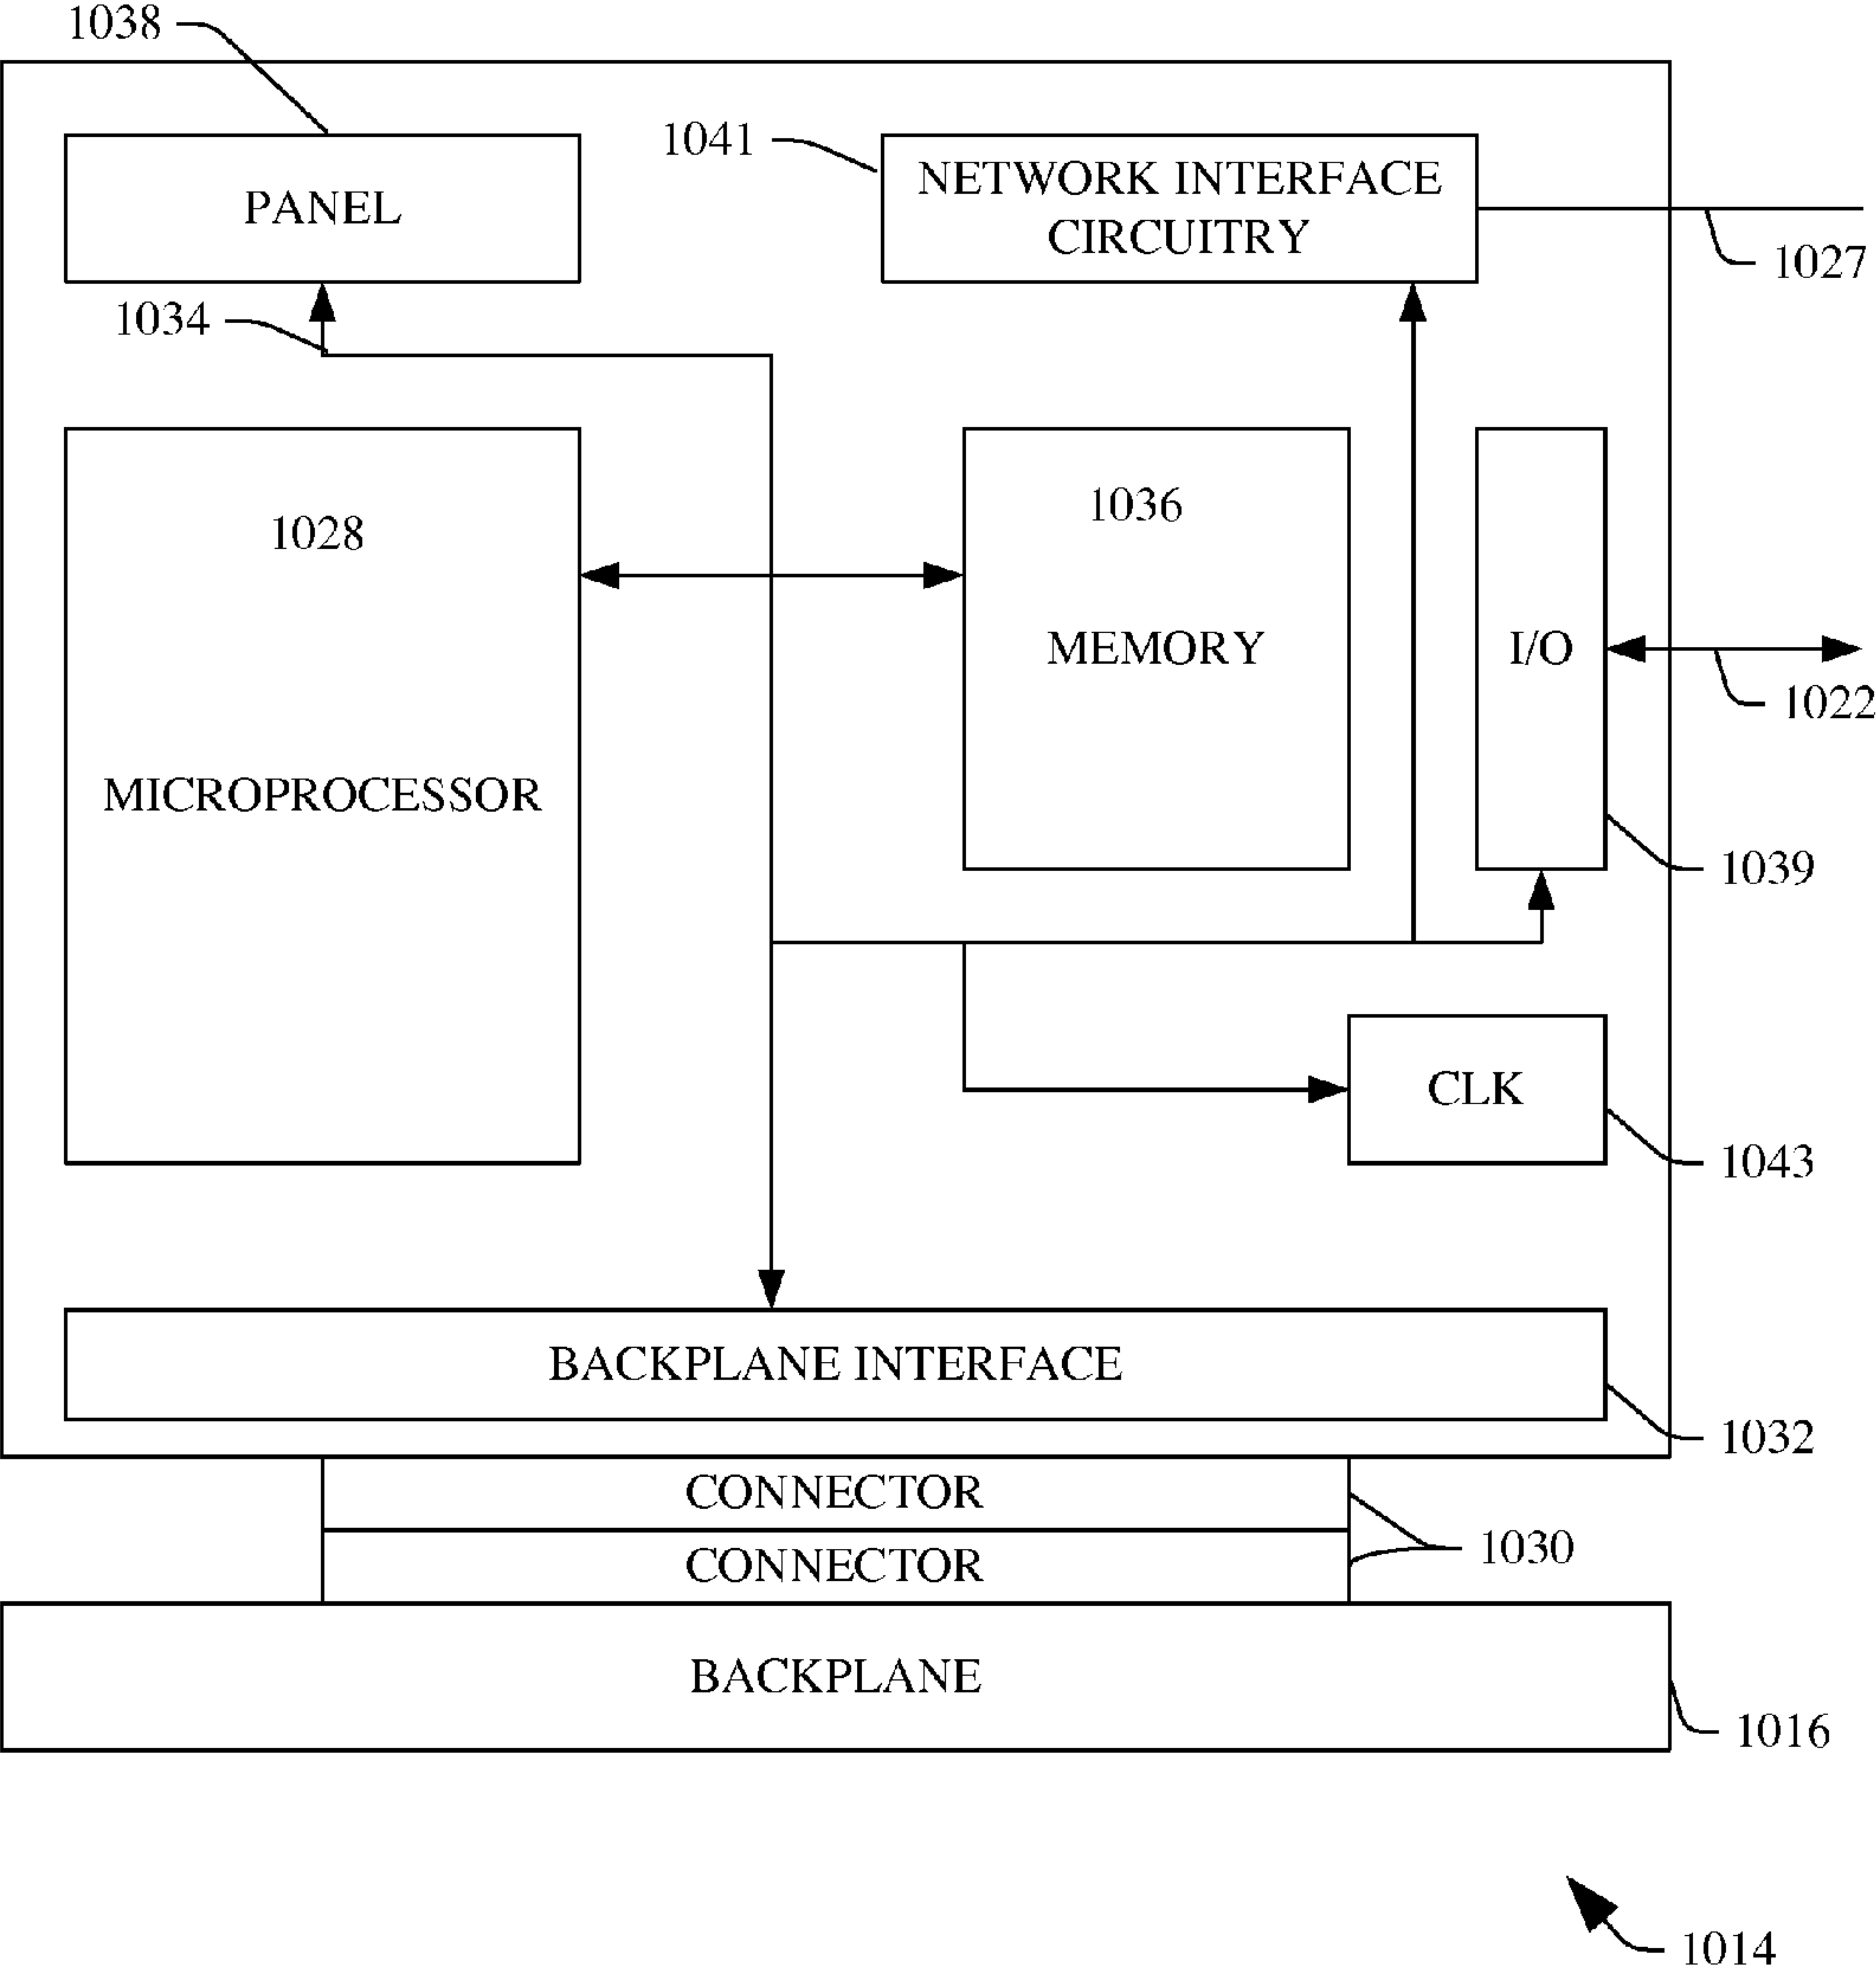 1038
1041
NETWORK INTERFACE
CIRCUITRY
PANEL
1027
1034
1036
1028
MEMORY
I/O
1022
MICROPROCESSOR
1039
CLK
1043
BACKPLANE INTERFACE
1032
CONNECTOR
1030
CONNECTOR
BACKPLANE
1016
1014